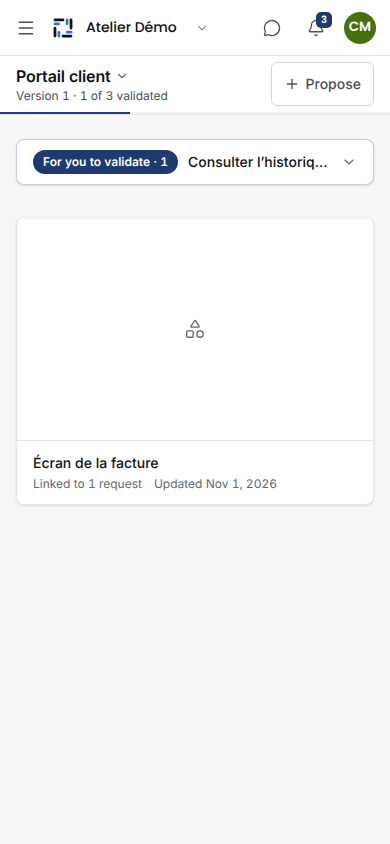 Atelier Démo
3
CM
Portail client
Version 1 · 1 of 3 validated
Propose
For you to validate · 1
Consulter l’historiq...
Écran de la facture
Linked to 1 request Updated Nov 1, 2026